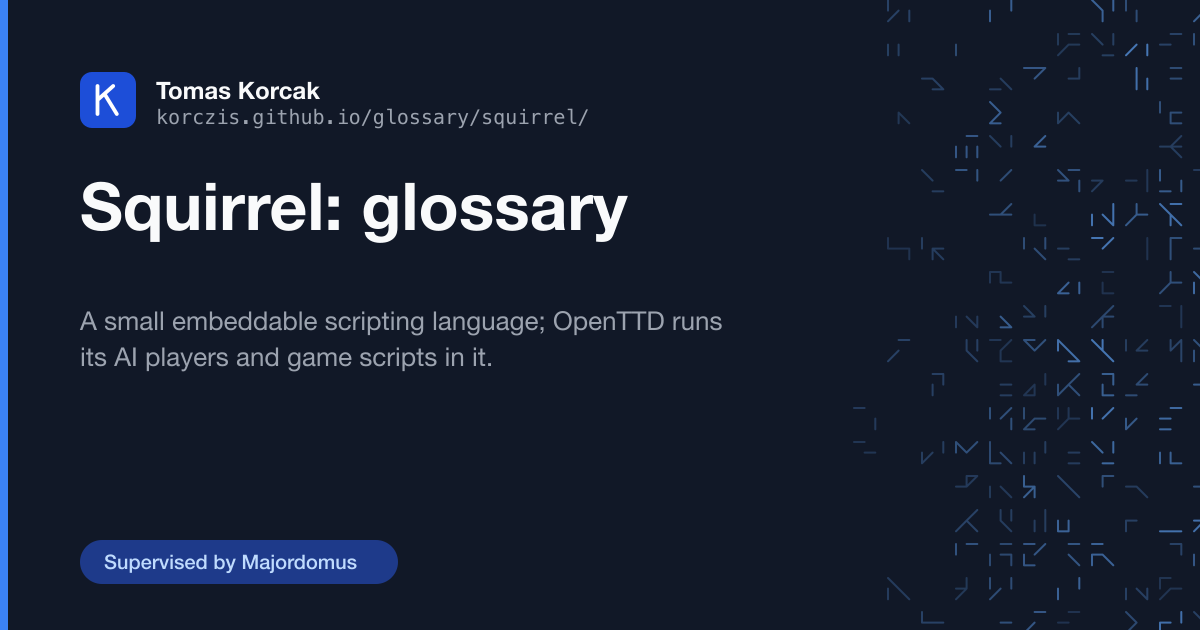 K
Tomas Korcak
korczis.github.io/glossary/squirrel/
Squirrel: glossary
A small embeddable scripting language; OpenTTD runs
its AI players and game scripts in it.
Supervised by Majordomus